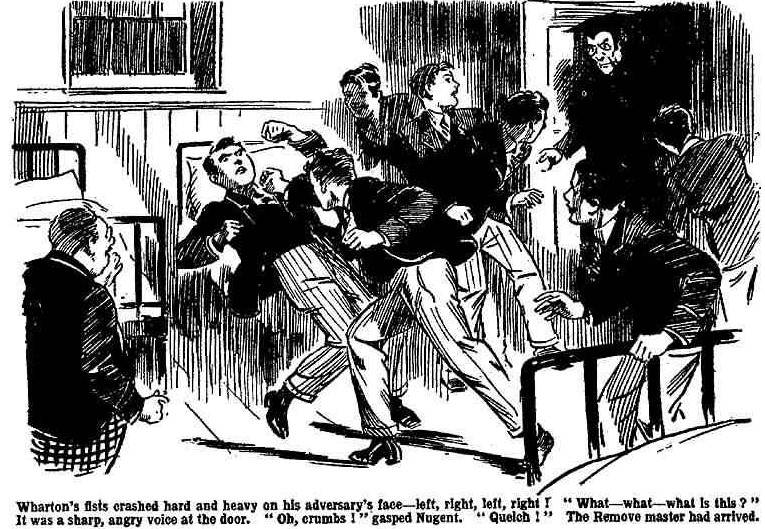 Wharton's fists crashed hard and heavy on his adversary's face—left, right, left, right! "What—what—what is this?"
It was a sharp, angry voice at the door. "Oh, crumbs!" gasped Nugent. "Quelch!" The Remove master had arrived.